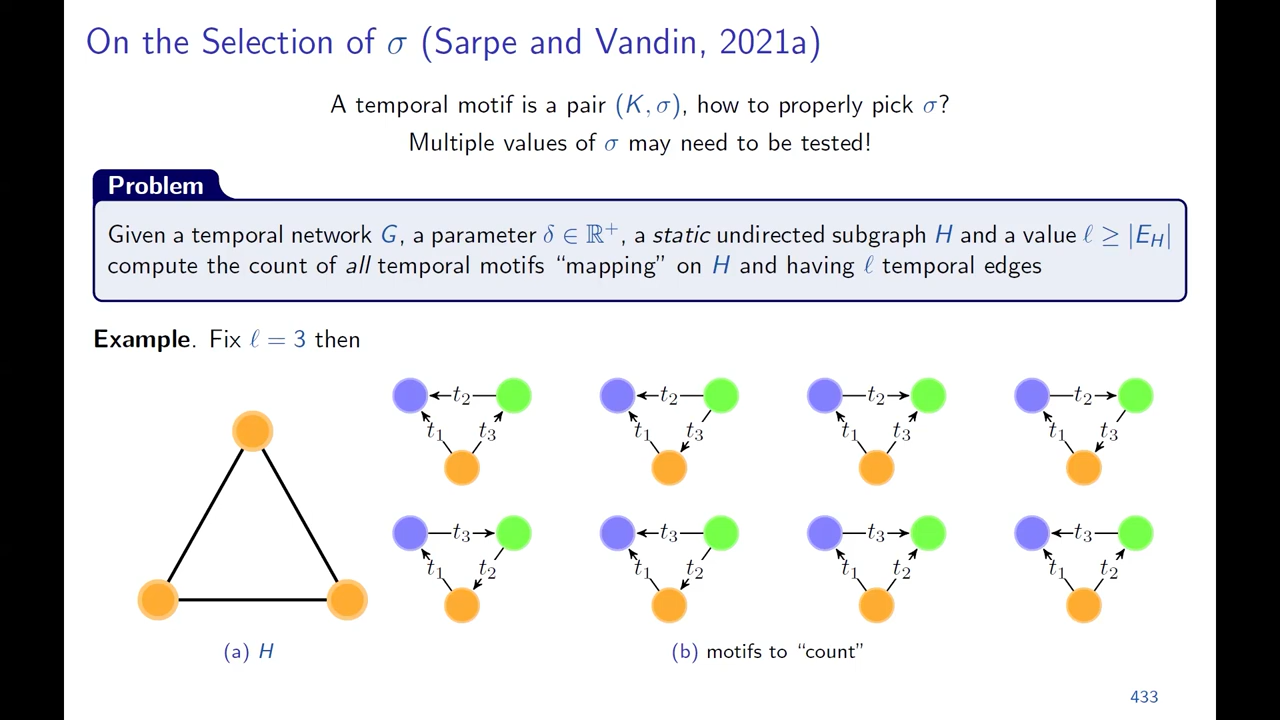 On the Selection of σ (Sarpe and Vandin, 2021a)
A temporal motif is a pair (K, σ), how to properly pick σ?
Multiple values of σ may need to be tested!
Problem
Given a temporal network G, a parameter δ ∈ ℝ⁺, a static undirected subgraph H and a value ℓ ≥ |E_H|
compute the count of all temporal motifs “mapping” on H and having ℓ temporal edges
Example. Fix ℓ = 3 then
t₂ t₂ t₂ t₂
t₁ t₃ t₁ t₃ t₁ t₃ t₁ t₃
t₃ t₃ t₃ t₃
t₁ t₂ t₁ t₂ t₁ t₂ t₁ t₂
(a) H
(b) motifs to “count”
433